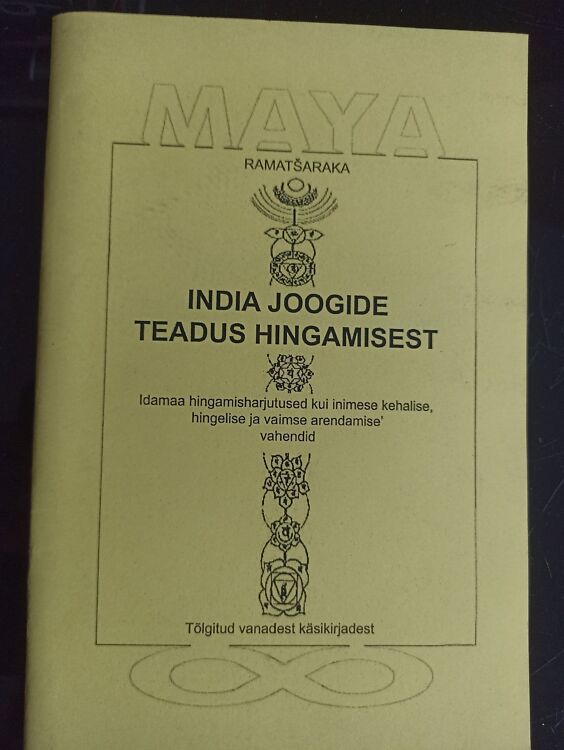 MAYA
RAMATŠARAKA
INDIA JOOGIDE
TEADUS HINGAMISEST
Idamaa hingamisharjutused kui inimese kehalise,
hingelise ja vaimse arendamise'
vahendid
Tõlgitud vanadest käsikirjadest